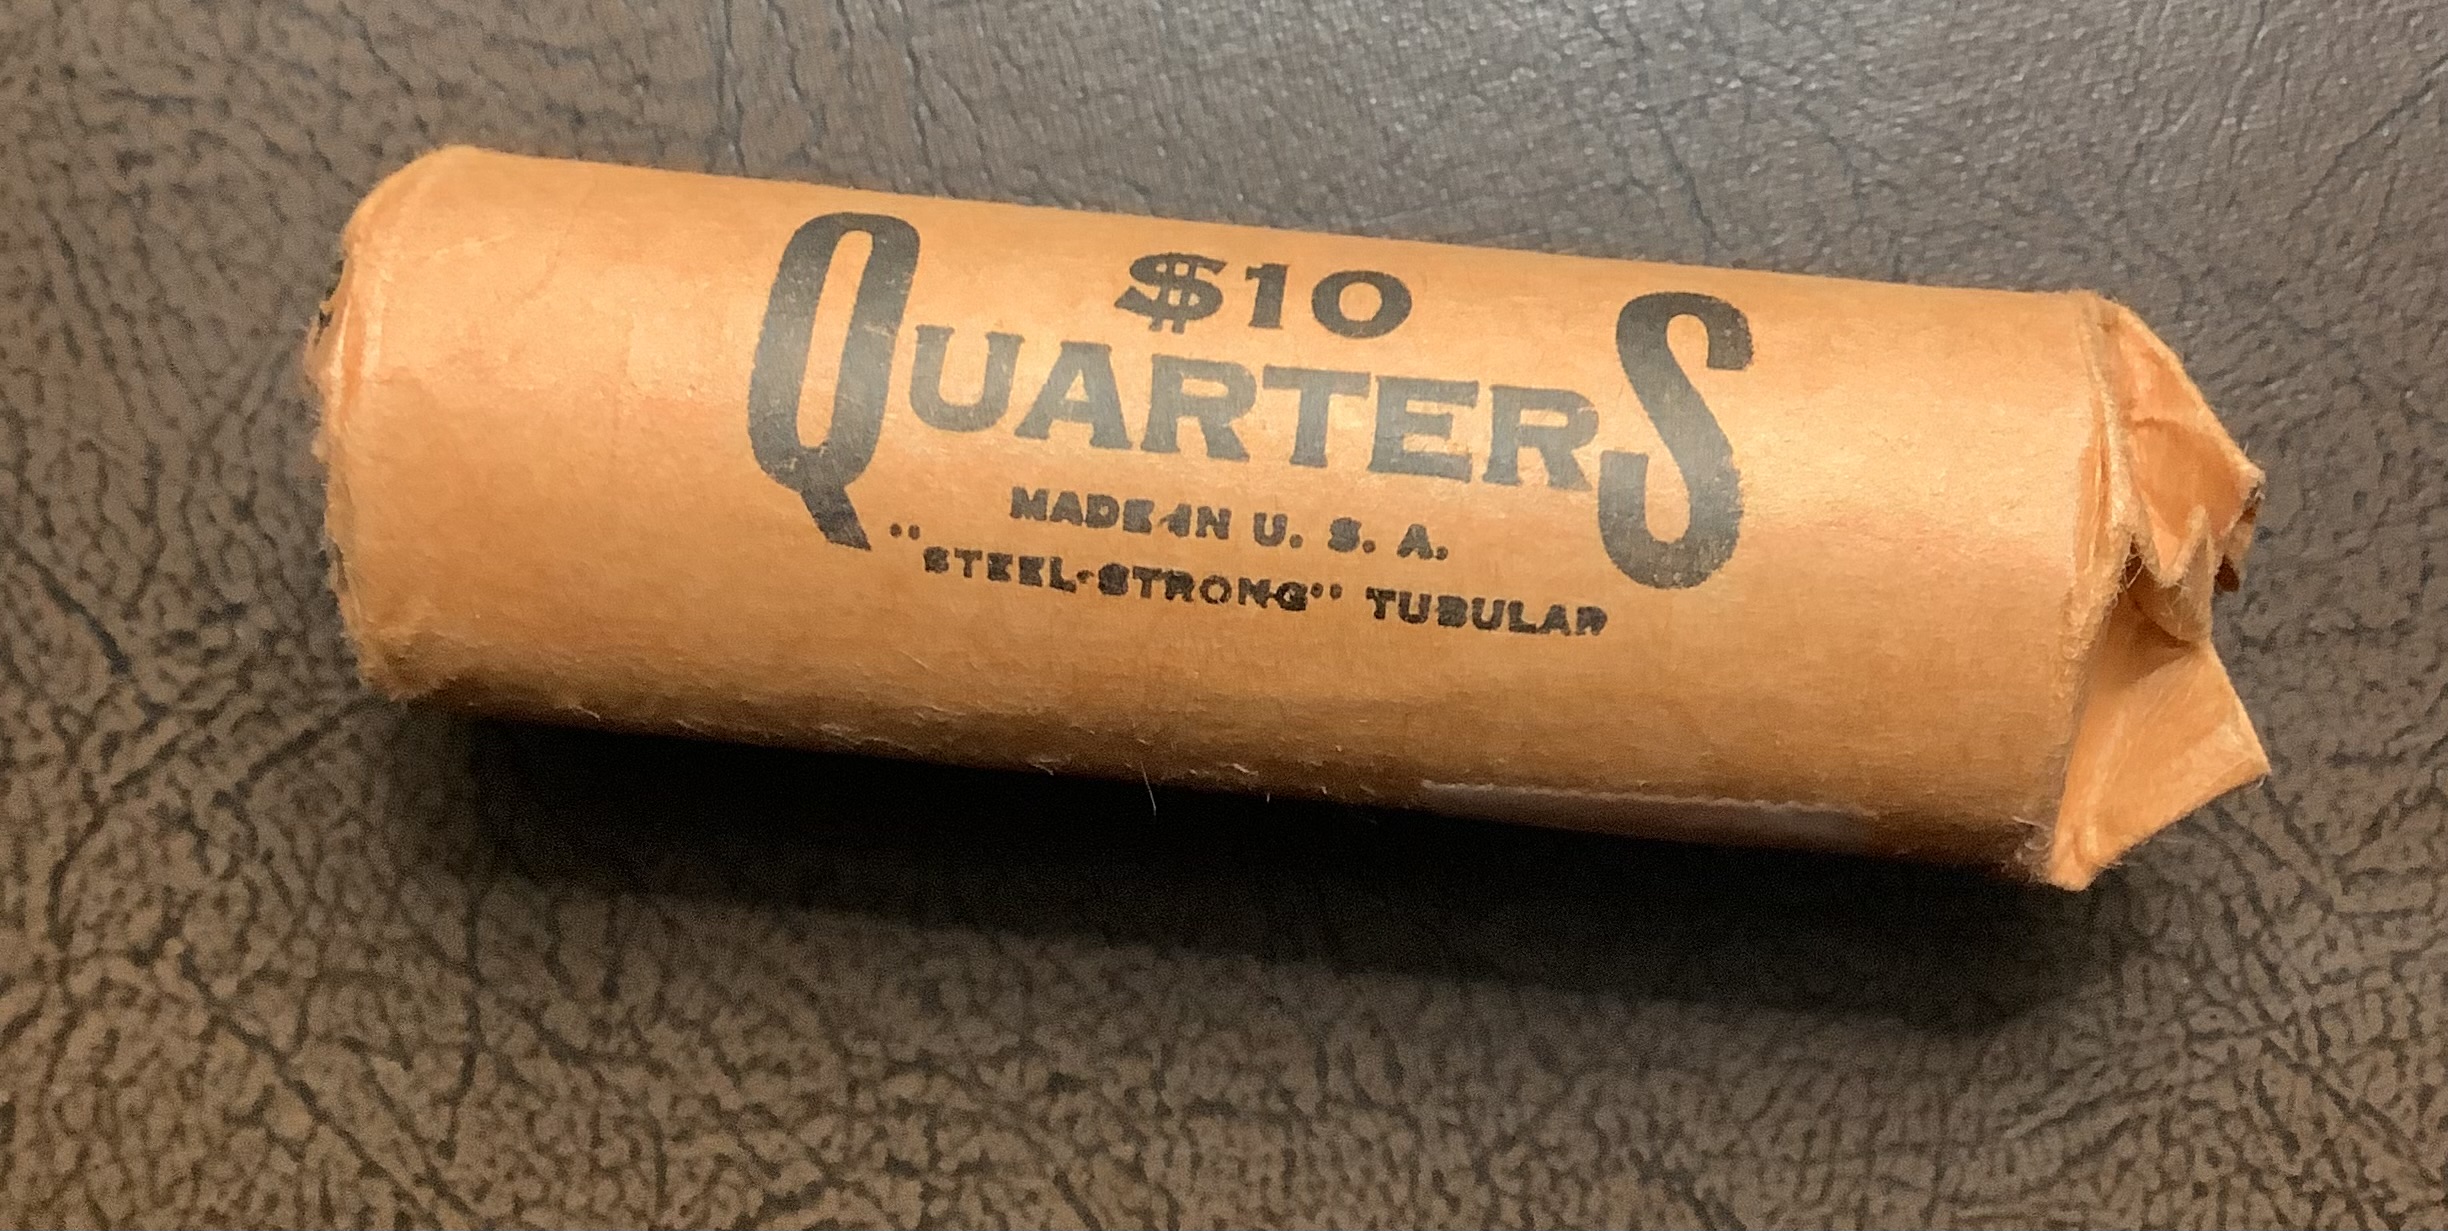 $10
QUARTERS
MADE IN U. S. A.
"STEEL-STRONG" TUBULAR